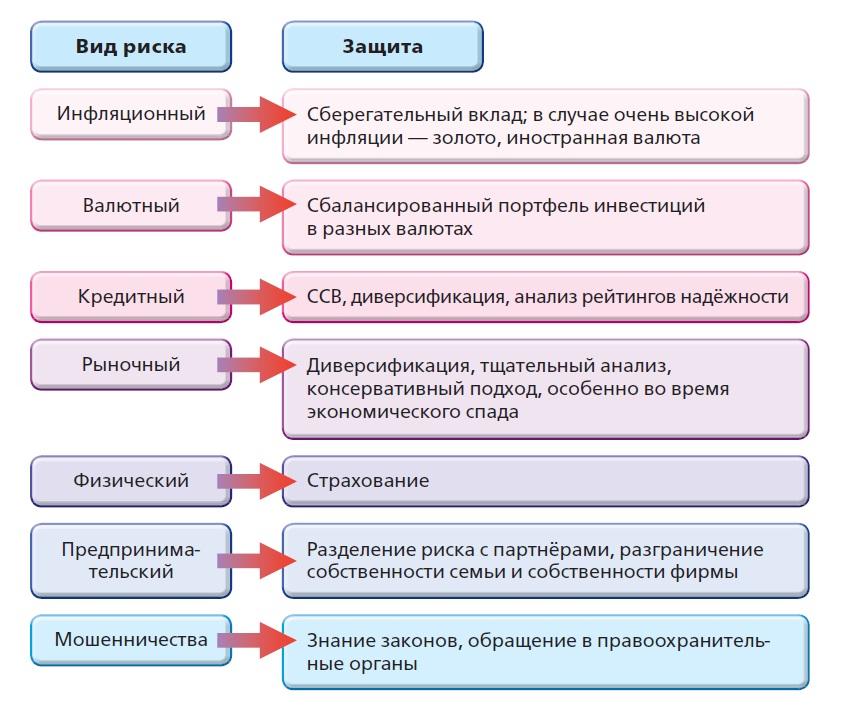 Вид риска
Защита
Инфляционный
Сберегательный вклад; в случае очень высокой
инфляции — золото, иностранная валюта
Валютный
Сбалансированный портфель инвестиций
в разных валютах
Кредитный
ССВ, диверсификация, анализ рейтингов надёжности
Рыночный
Диверсификация, тщательный анализ,
консервативный подход, особенно во время
экономического спада
Физический
Страхование
Предпринима-
тельский
Разделение риска с партнёрами, разграничение
собственности семьи и собственности фирмы
Мошенничества
Знание законов, обращение в правоохранитель-
ные органы